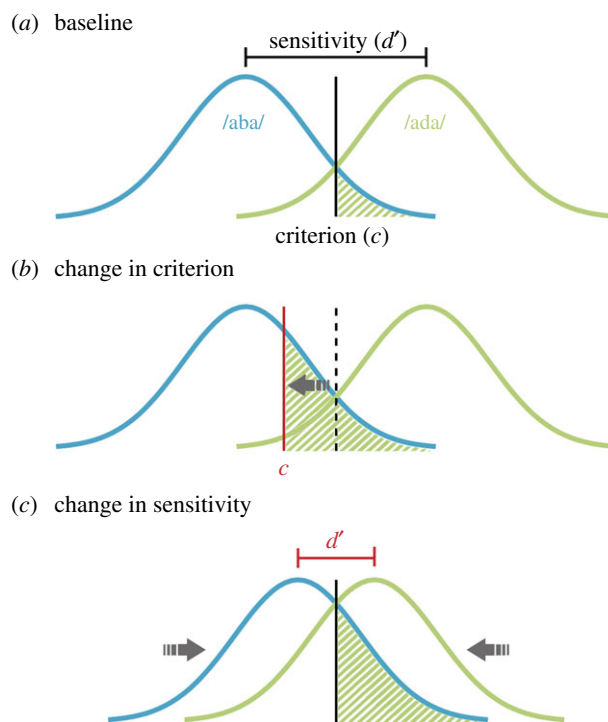 (a) baseline
sensitivity (d′)
/aba/ /ada/
criterion (c)
(b) change in criterion
c
(c) change in sensitivity
d′